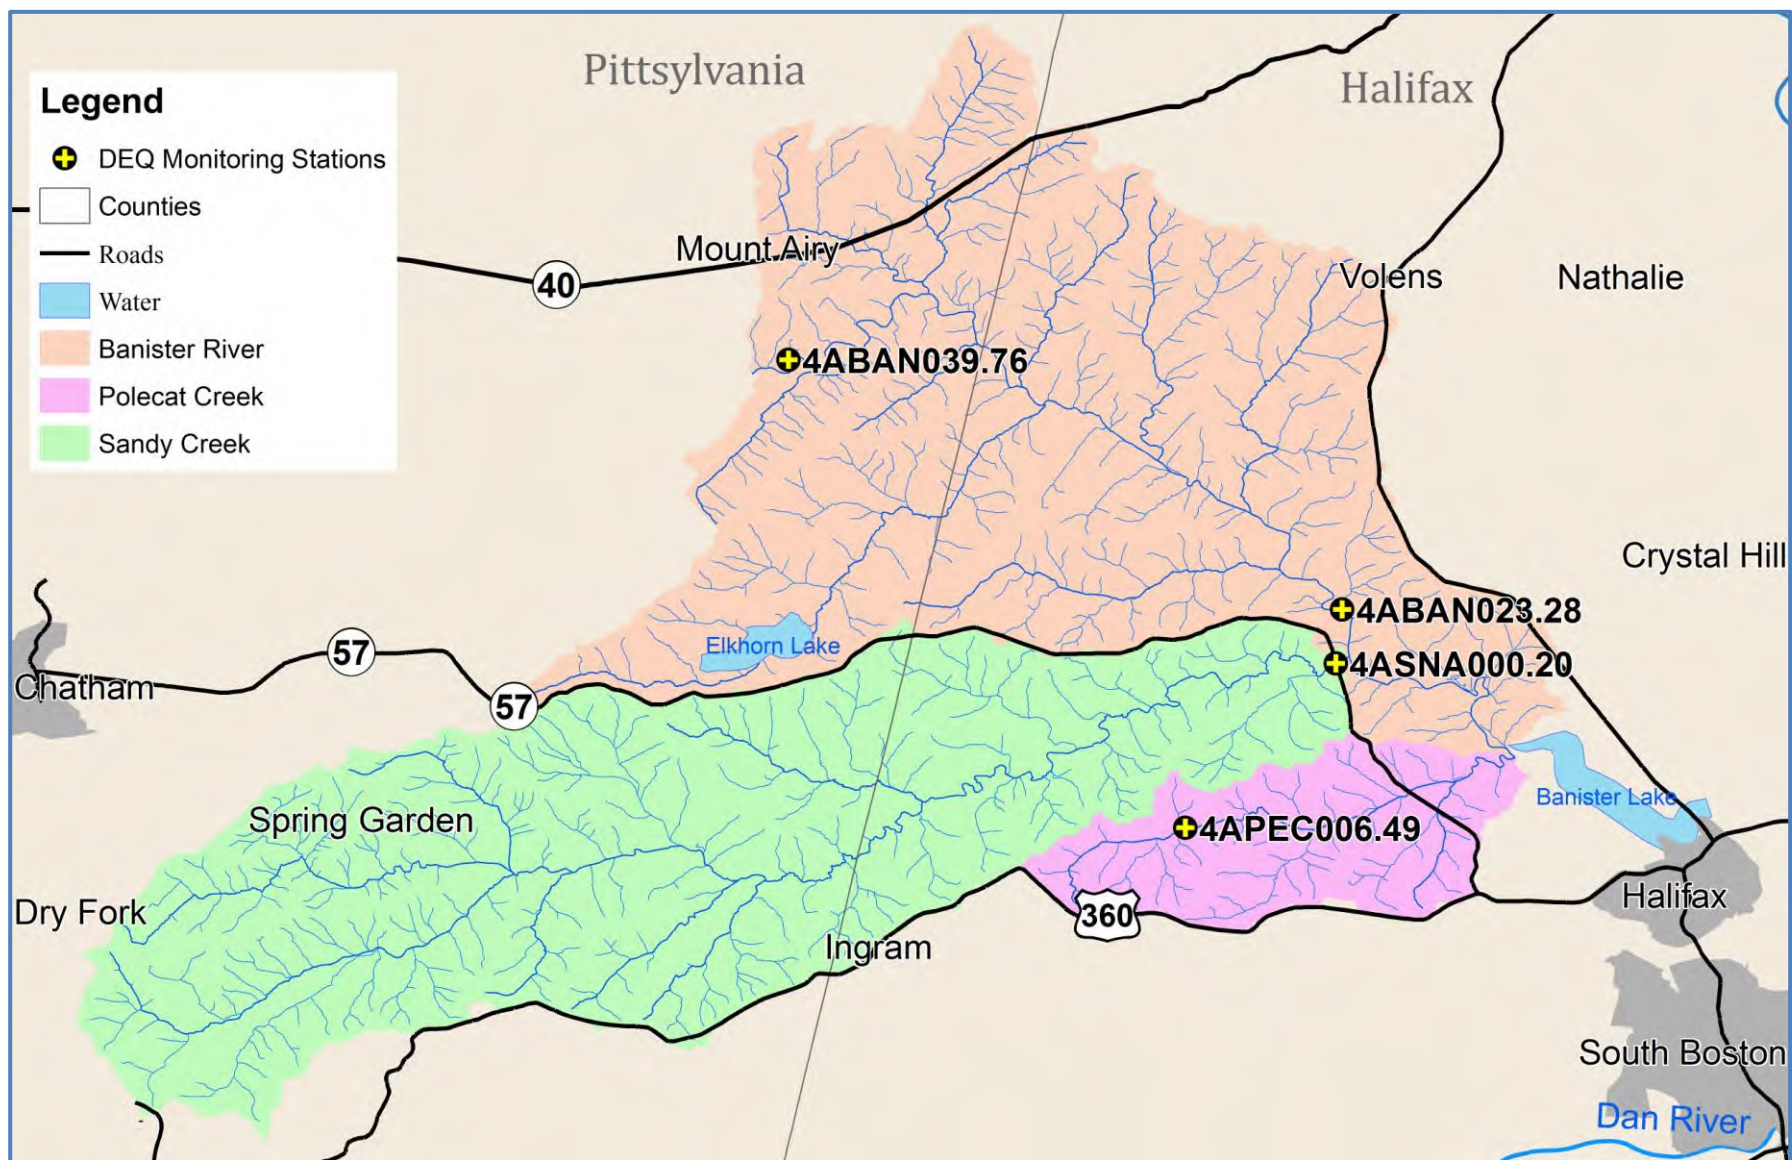 Pittsylvania
Halifax
Legend
DEQ Monitoring Stations
Counties
Roads
Water
Banister River
Polecat Creek
Sandy Creek
Mount Airy
40
Volens
Nathalie
4ABAN039.76
Crystal Hill
4ABAN023.28
Elkhorn Lake
57
4ASNA000.20
Chatham
57
Banister Lake
Spring Garden
4APEC006.49
Halifax
Dry Fork
360
Ingram
South Boston
Dan River